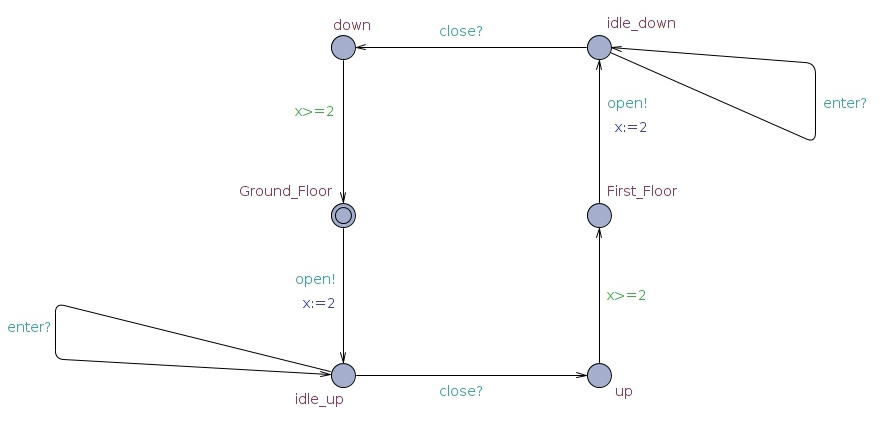 down
close?
idle_down
x>=2
open!
x:=2
enter?
Ground_Floor
First_Floor
open!
x:=2
x>=2
enter?
idle_up
close?
up